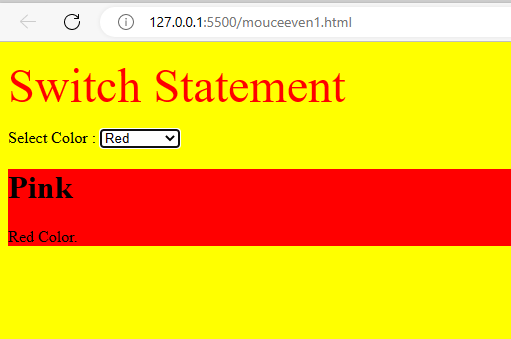 127.0.0.1:5500/mouceeven1.html
Switch Statement
Select Color : Red
Pink
Red Color.